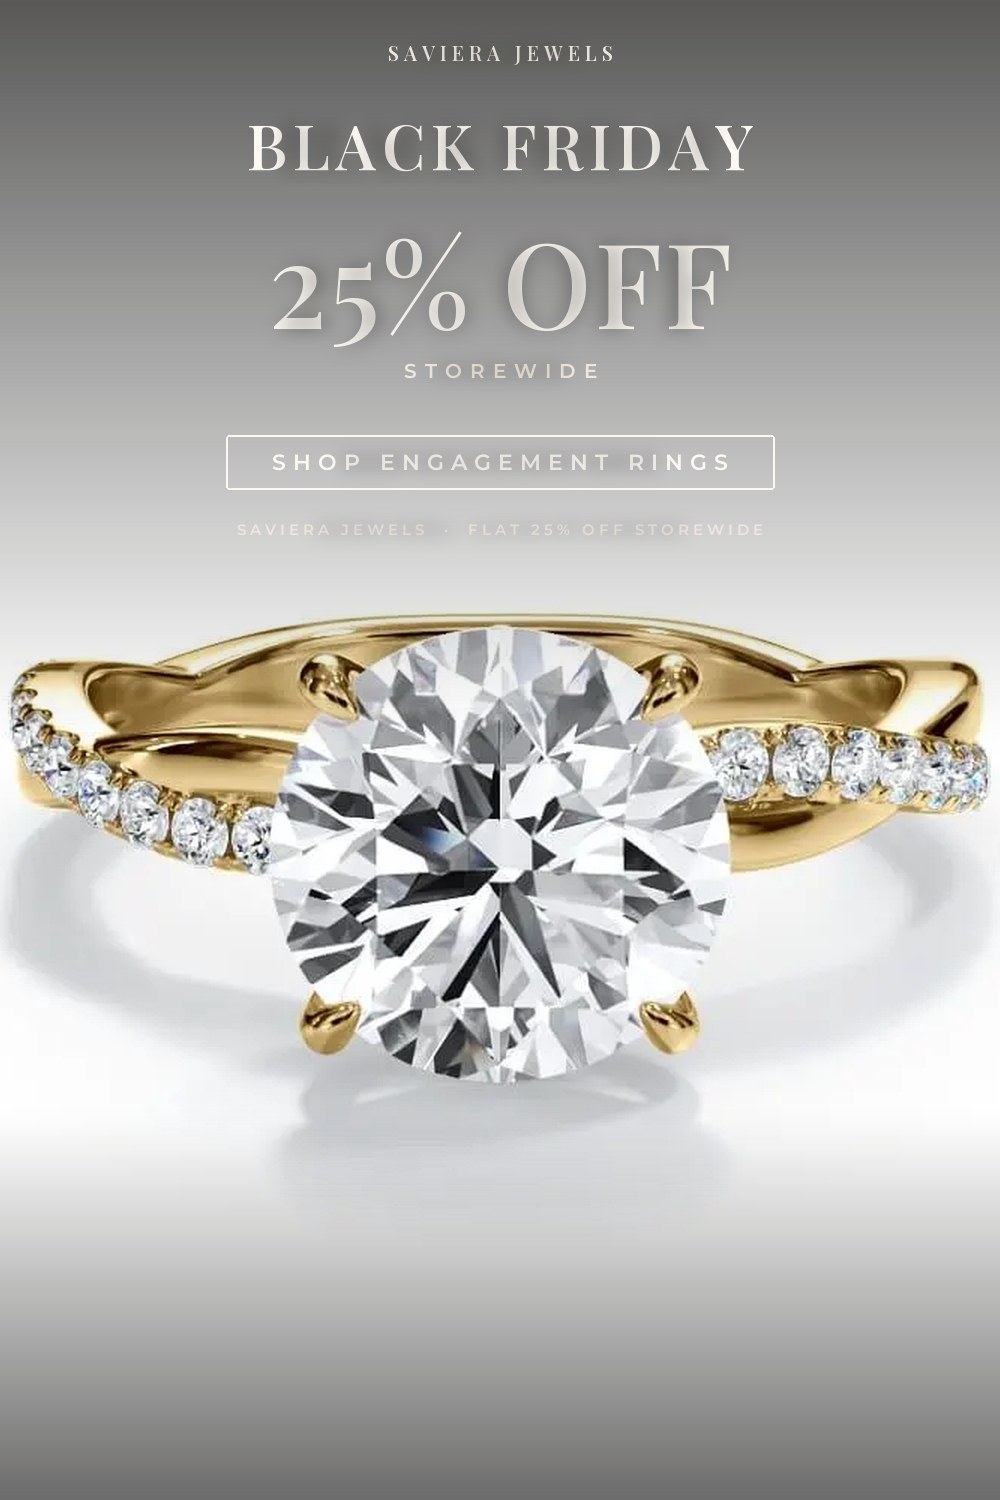 SAVIERA JEWELS
BLACK FRIDAY
25% OFF
STOREWIDE
SHOP ENGAGEMENT RINGS
SAVIERA JEWELS · FLAT 25% OFF STOREWIDE